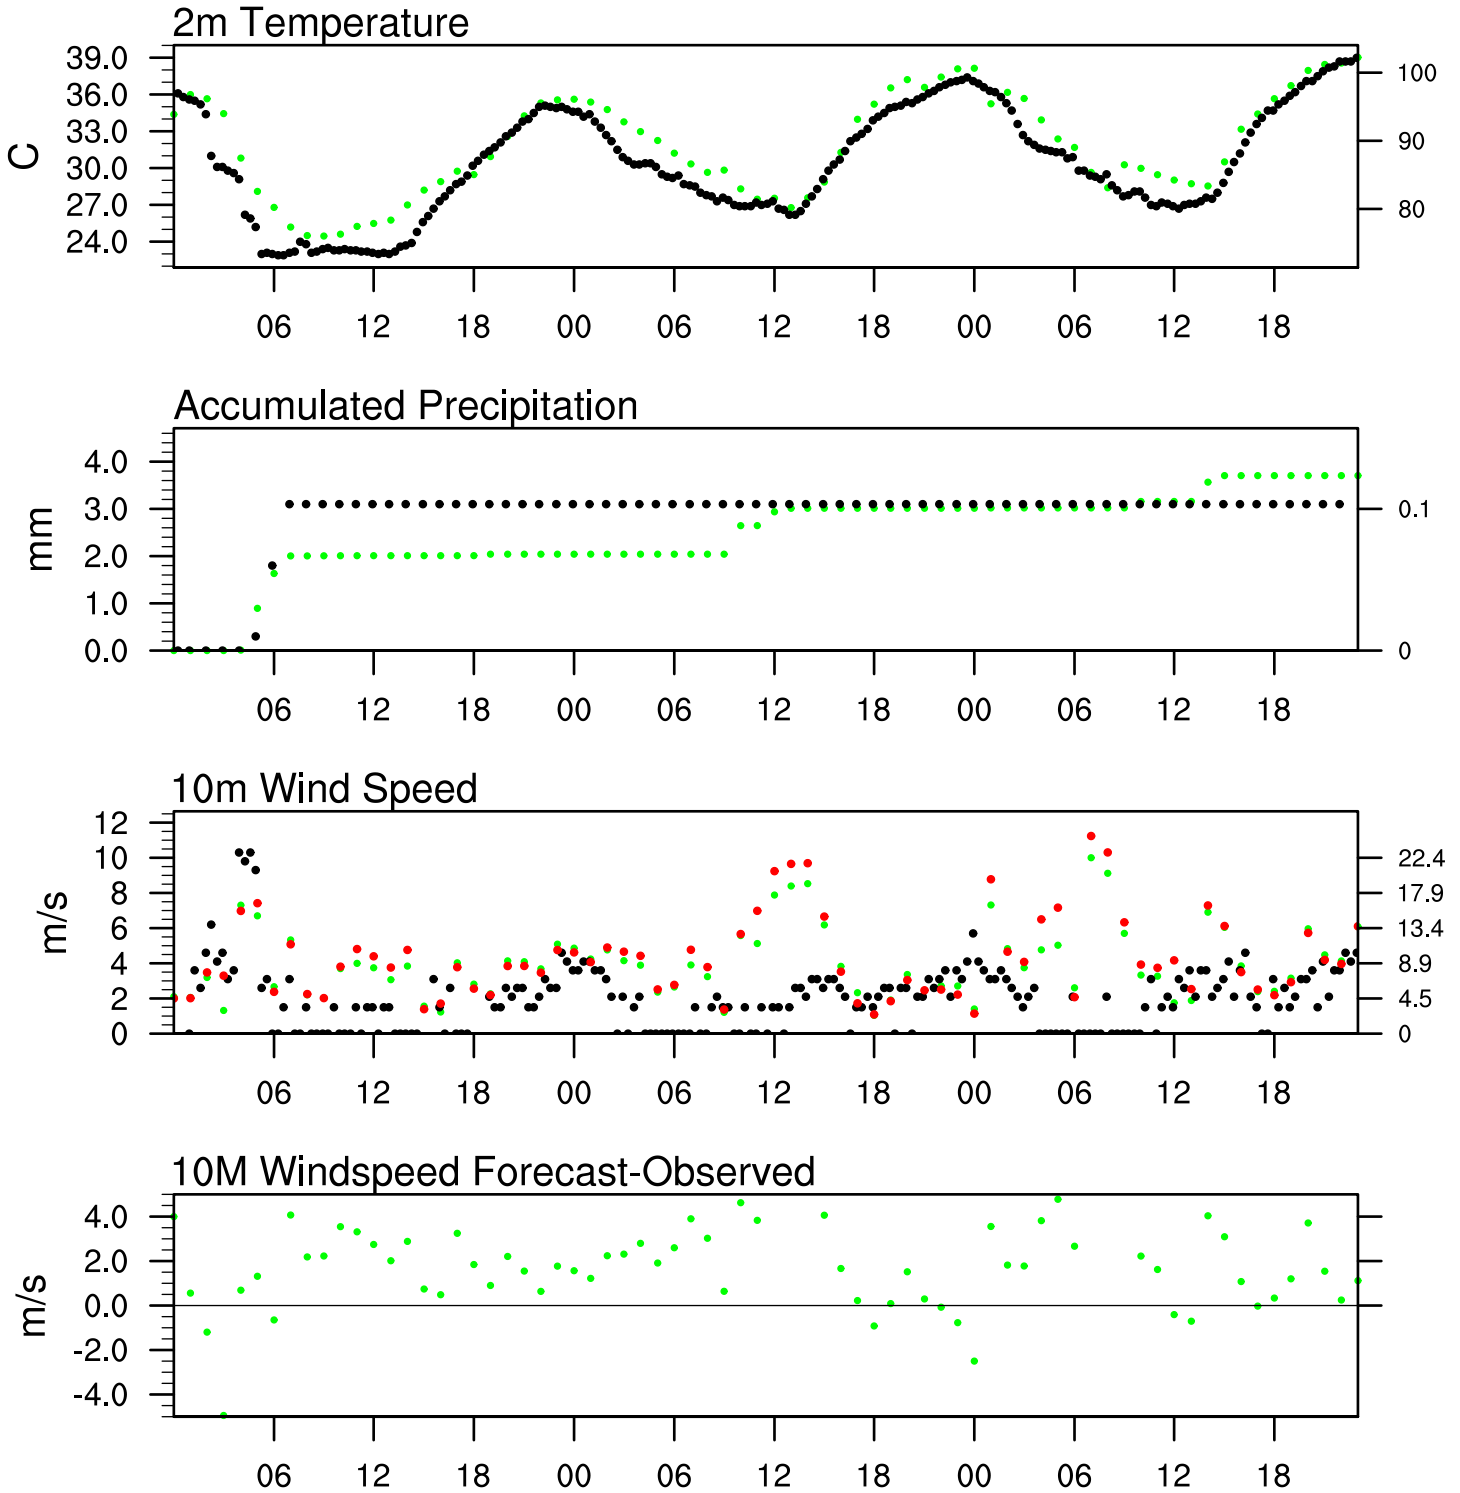 2m Temperature
39.0
36.0
33.0
30.0
27.0
24.0
C
100
90
80
06 12 18 00 06 12 18 00 06 12 18
Accumulated Precipitation
4.0
3.0
2.0
1.0
0.0
mm
0.1
0
06 12 18 00 06 12 18 00 06 12 18
10m Wind Speed
12
10
8
6
4
2
0
m/s
22.4
17.9
13.4
8.9
4.5
0
06 12 18 00 06 12 18 00 06 12 18
10M Windspeed Forecast-Observed
4.0
2.0
0.0
-2.0
-4.0
m/s
06 12 18 00 06 12 18 00 06 12 18